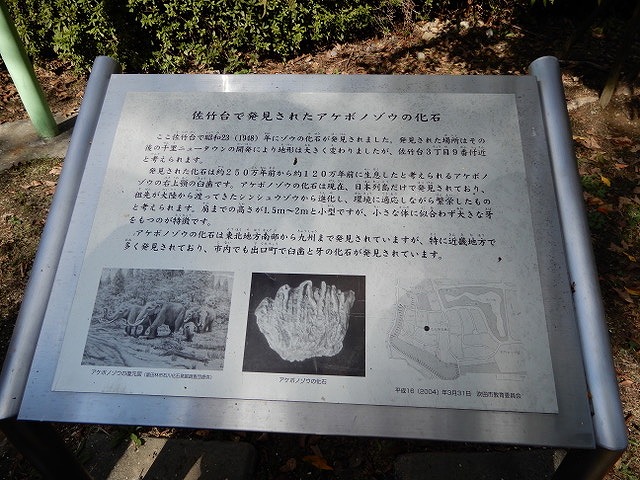 佐竹台で発見されたアケボノゾウの化石
ここ佐竹台で昭和23（1948）年にゾウの化石が発見されました。発見された場所はその
後の千里ニュータウンの開発により地形は大きく変わりましたが、佐竹台3丁目9番付近
と考えられます。
発見された化石は約250万年前から約120万年前に生息したと考えられるアケボノ
ゾウの右上顎の臼歯です。アケボノゾウの化石は現在、日本列島だけで発見されており、
祖先が大陸から渡ってきたシンシュウゾウから進化し、環境に適応しながら繁栄したもの
と考えられます。肩までの高さが1.5m～2mと小型ですが、小さな体に似合わず大きな牙
をもつのが特徴です。
アケボノゾウの化石は東北地方南部から九州まで発見されていますが、特に近畿地方で
多く発見されており、市内でも出口町で臼歯と牙の化石が発見されています。
アケボノゾウの復元図
アケボノゾウの化石
平成16（2004）年3月31日 吹田市教育委員会